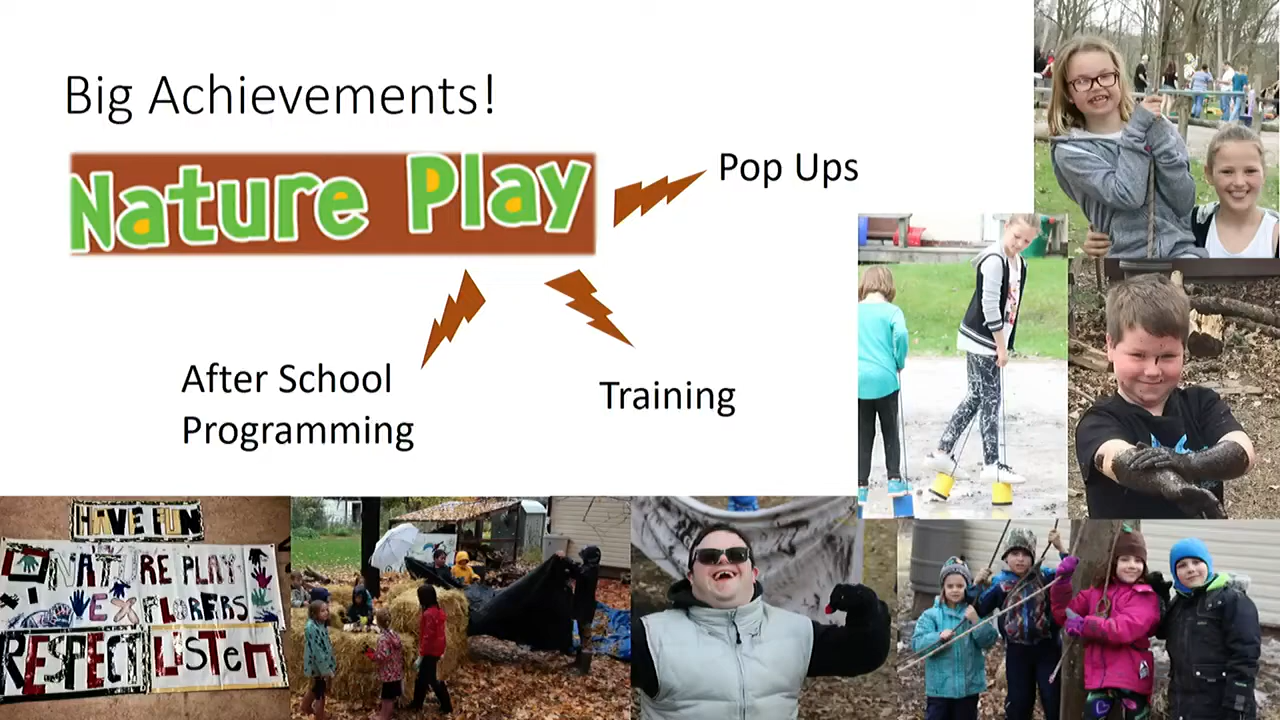 Big Achievements!
Nature Play
Pop Ups
After School
Programming
Training
HAVE FUN
NATURE PLAY
EXPLORERS
RESPECT
LISTEN